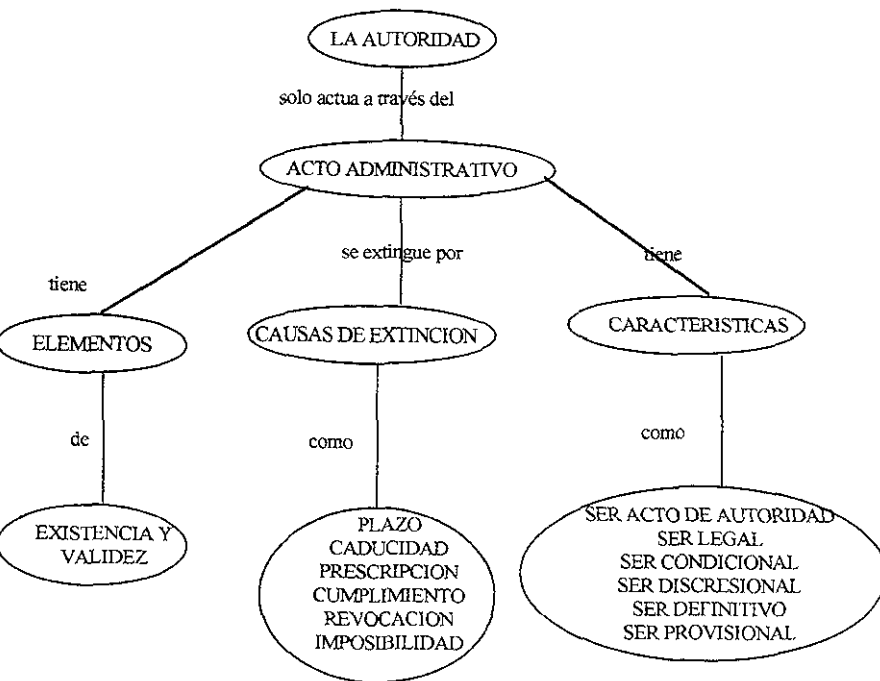 LA AUTORIDAD
solo actua a través del
ACTO ADMINISTRATIVO
tiene
se extingue por
tiene
ELEMENTOS
CAUSAS DE EXTINCION
CARACTERISTICAS
de
como
como
EXISTENCIA Y
VALIDEZ
PLAZO
CADUCIDAD
PRESCRIPCION
CUMPLIMIENTO
REVOCACION
IMPOSIBILIDAD
SER ACTO DE AUTORIDAD
SER LEGAL
SER CONDICIONAL
SER DISCRESIONAL
SER DEFINITIVO
SER PROVISIONAL